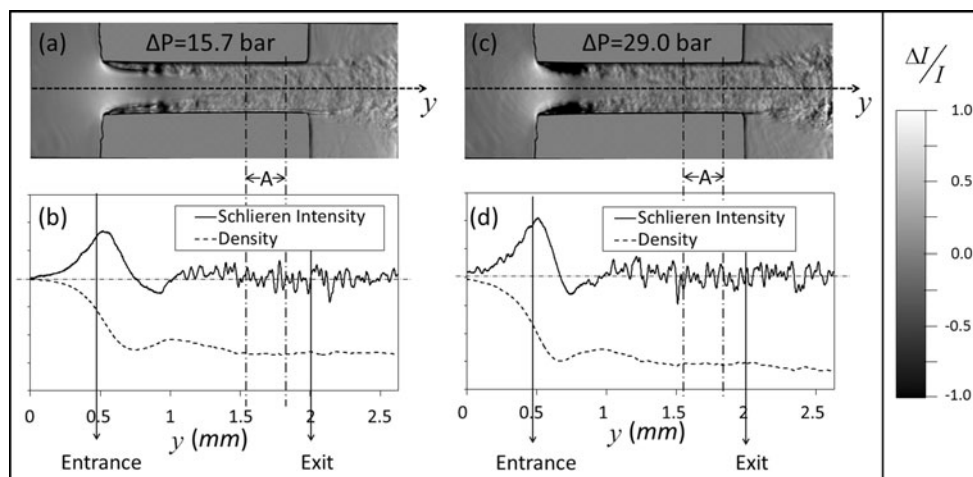 (a) ΔP=15.7 bar
y
(c) ΔP=29.0 bar
y
ΔI/I
1.0
0.5
0.0
-0.5
-1.0
A
A
(b)
Schlieren Intensity
Density
(d)
Schlieren Intensity
Density
0 0.5 1 1.5 2 2.5
y (mm)
Entrance
Exit
0 0.5 1 1.5 2 2.5
y (mm)
Entrance
Exit